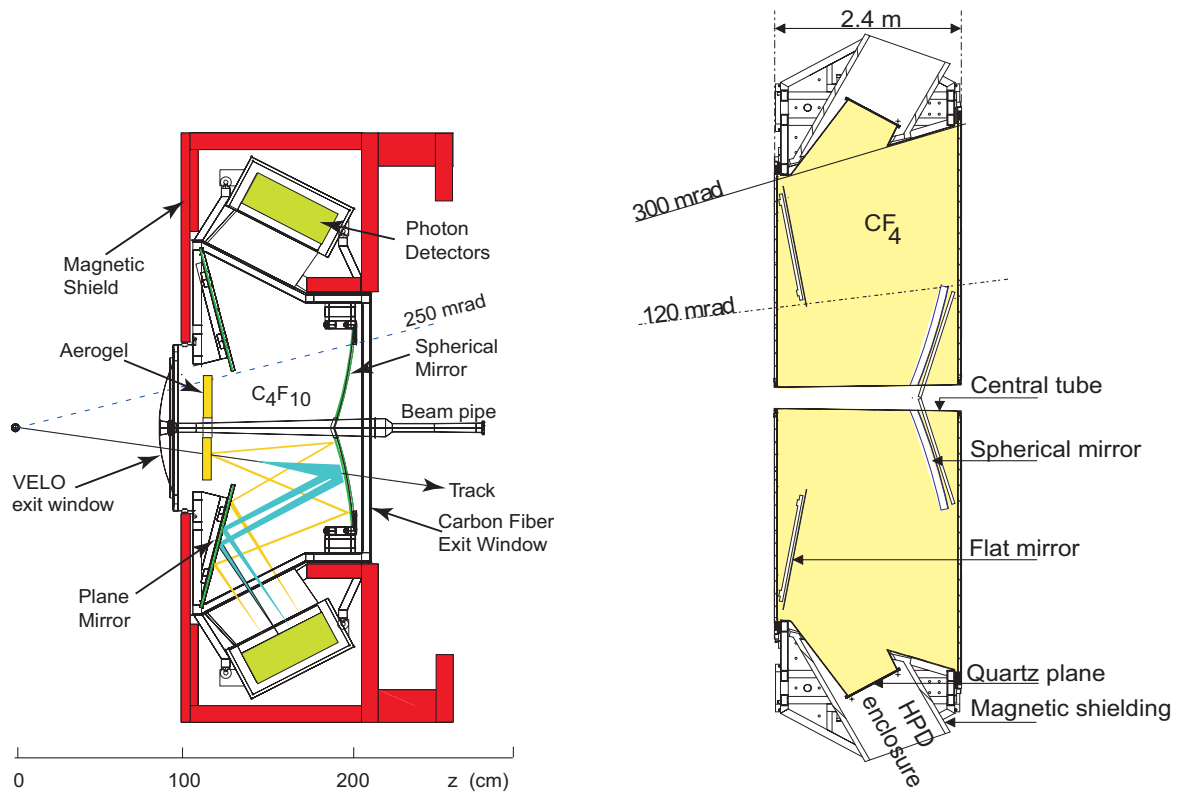 Magnetic
Shield
Aerogel
VELO
exit window
Plane
Mirror
Photon
Detectors
250 mrad
Spherical
Mirror
C4F10
Beam pipe
Track
Carbon Fiber
Exit Window
0
100
200
z (cm)
2.4 m
300 mrad
CF4
120 mrad
Central tube
Spherical mirror
Flat mirror
Quartz plane
Magnetic shielding
HPD
enclosure